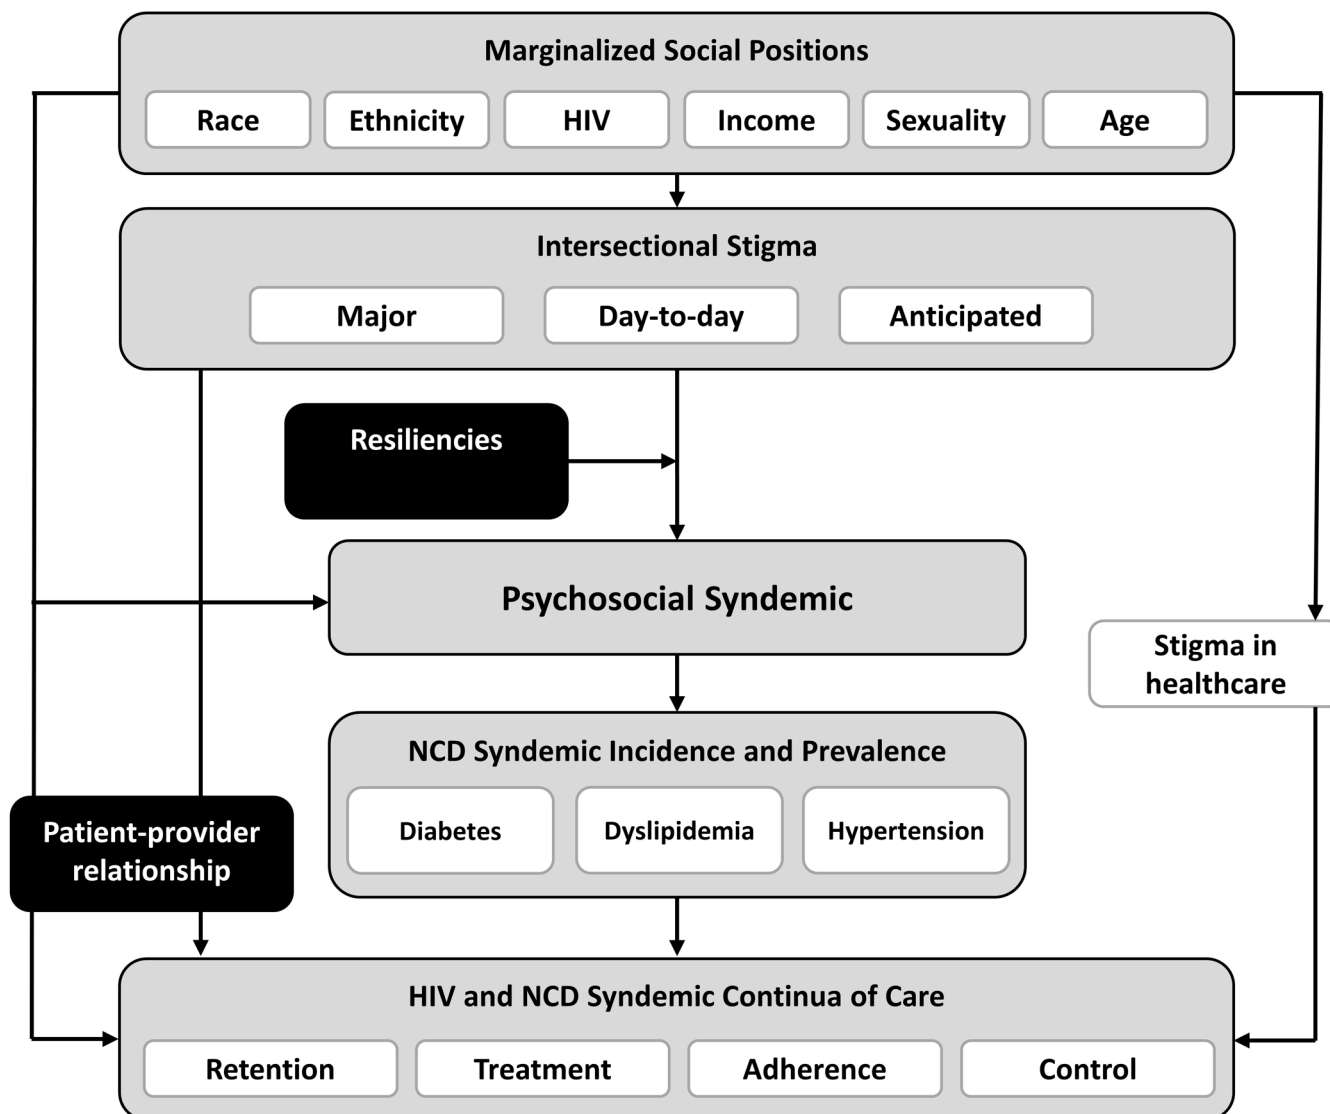 Marginalized Social Positions
Race
Ethnicity
HIV
Income
Sexuality
Age
Intersectional Stigma
Major
Day-to-day
Anticipated
Resiliencies
Psychosocial Syndemic
Stigma in
healthcare
NCD Syndemic Incidence and Prevalence
Diabetes
Dyslipidemia
Hypertension
Patient-provider
relationship
HIV and NCD Syndemic Continua of Care
Retention
Treatment
Adherence
Control